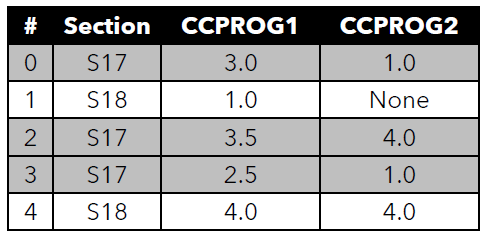 # Section CCPROG1 CCPROG2
0 S17 3.0 1.0
1 S18 1.0 None
2 S17 3.5 4.0
3 S17 2.5 1.0
4 S18 4.0 4.0